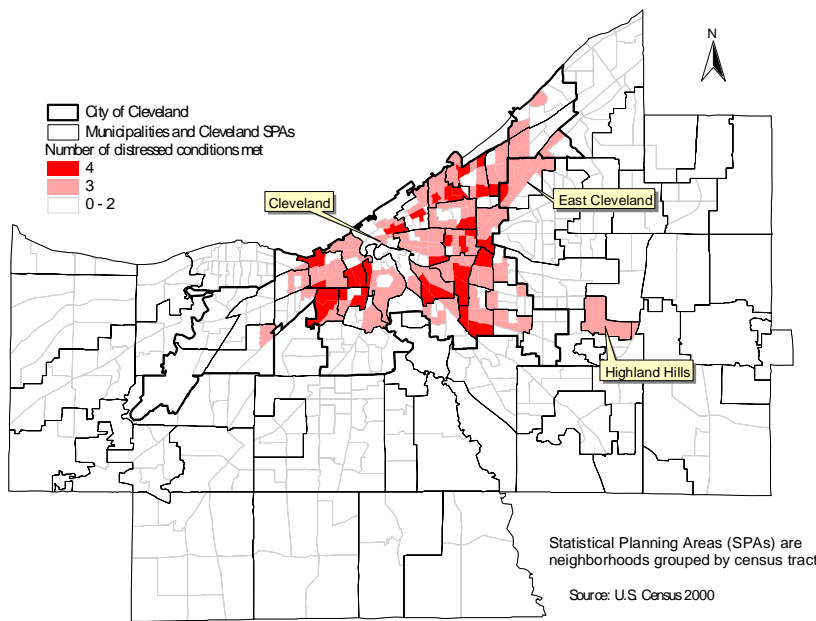 N
City of Cleveland
Municipalities and Cleveland SPAs
Number of distressed conditions met
4
3
0 - 2
Cleveland
East Cleveland
Highland Hills
Statistical Planning Areas (SPAs) are
neighborhoods grouped by census tract
Source: U.S. Census 2000